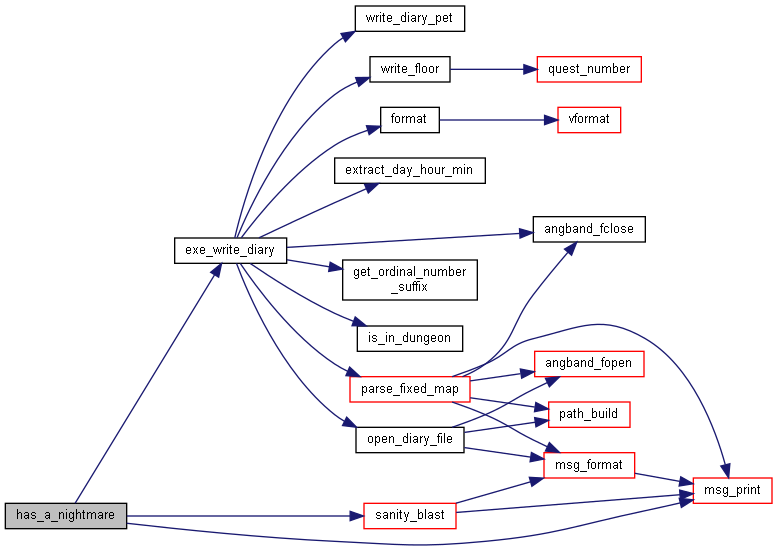 write_diary_pet
write_floor
quest_number
format
vformat
extract_day_hour_min
angband_fclose
exe_write_diary
get_ordinal_number
_suffix
is_in_dungeon
angband_fopen
parse_fixed_map
path_build
open_diary_file
msg_format
msg_print
has_a_nightmare
sanity_blast